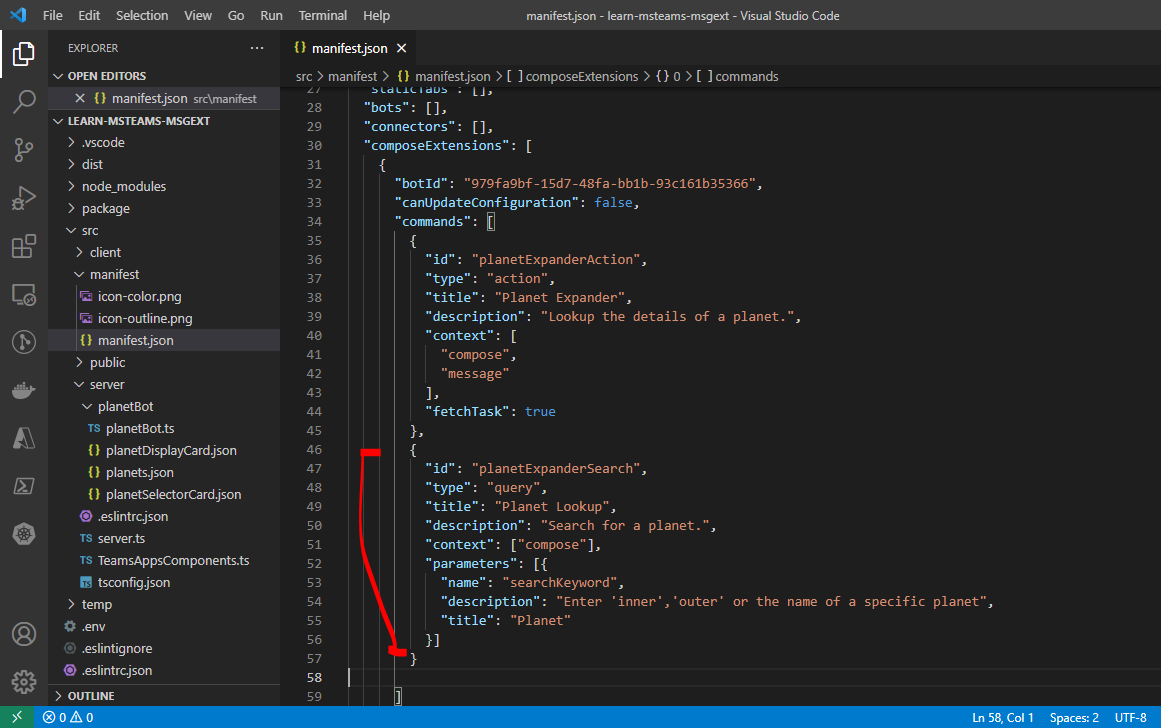 File Edit Selection View Go Run Terminal Help
manifest.json - learn-msteams-msgext - Visual Studio Code
EXPLORER
OPEN EDITORS
{} manifest.json src\manifest
LEARN-MSTEAMS-MSGEXT
.vscode
dist
node_modules
package
src
client
manifest
icon-color.png
icon-outline.png
{} manifest.json
public
server
planetBot
TS planetBot.ts
{} planetDisplayCard.json
{} planets.json
{} planetSelectorCard.json
.eslintrc.json
TS server.ts
TS TeamsAppsComponents.ts
TS tsconfig.json
temp
.env
.eslintignore
.eslintrc.json
OUTLINE
{} manifest.json
src > manifest > {} manifest.json > [ ] composeExtensions > {} 0 > [ ] commands
27 "staticTabs": [],
28 "bots": [],
29 "connectors": [],
30 "composeExtensions": [
31 {
32 "botId": "979fa9bf-15d7-48fa-bb1b-93c161b35366",
33 "canUpdateConfiguration": false,
34 "commands": [
35 {
36 "id": "planetExpanderAction",
37 "type": "action",
38 "title": "Planet Expander",
39 "description": "Lookup the details of a planet.",
40 "context": [
41 "compose",
42 "message"
43 ],
44 "fetchTask": true
45 },
46 {
47 "id": "planetExpanderSearch",
48 "type": "query",
49 "title": "Planet Lookup",
50 "description": "Search for a planet.",
51 "context": ["compose"],
52 "parameters": [{
53 "name": "searchKeyword",
54 "description": "Enter 'inner','outer' or the name of a specific planet",
55 "title": "Planet"
56 }]
57 }
58
59 ]
0 0
Ln 58, Col 1 Spaces: 2 UTF-8